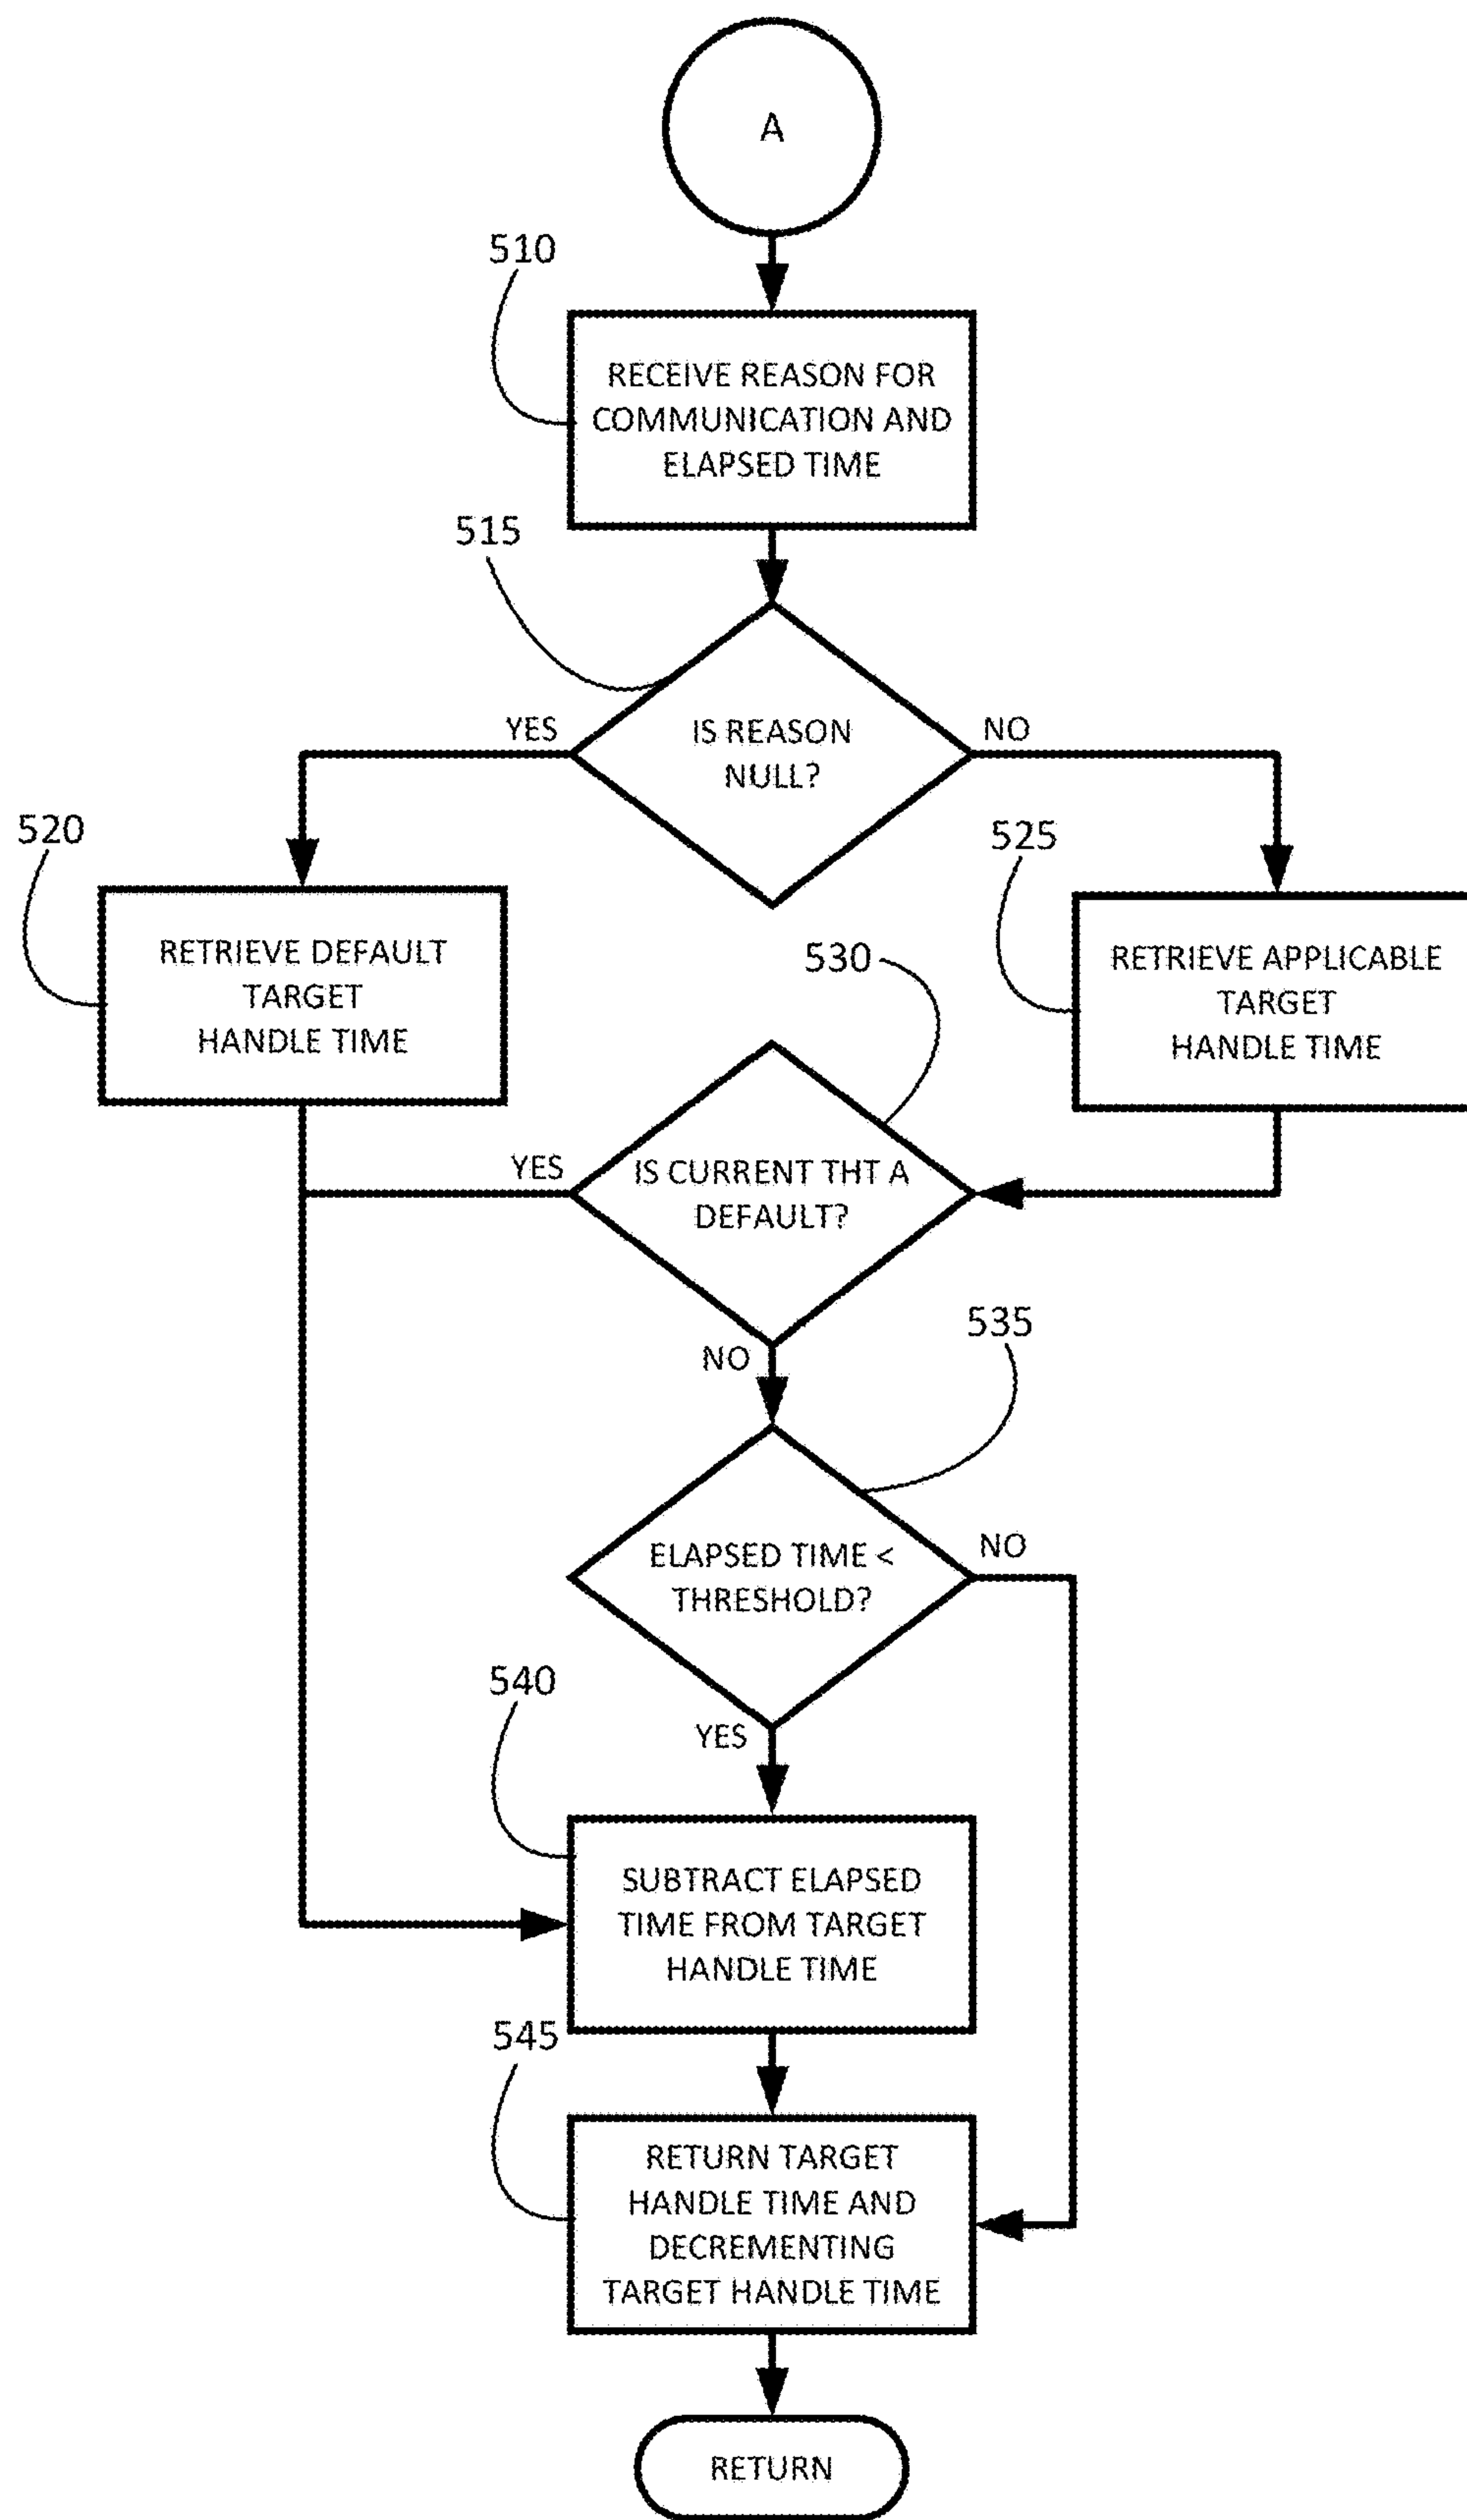 A
510
RECEIVE REASON FOR
COMMUNICATION AND
ELAPSED TIME
515
IS REASON
NULL?
YES
NO
520
RETRIEVE DEFAULT
TARGET
HANDLE TIME
525
RETRIEVE APPLICABLE
TARGET
HANDLE TIME
530
IS CURRENT THT A
DEFAULT?
YES
NO
535
ELAPSED TIME <
THRESHOLD?
NO
YES
540
SUBTRACT ELAPSED
TIME FROM TARGET
HANDLE TIME
545
RETURN TARGET
HANDLE TIME AND
DECREMENTING
TARGET HANDLE TIME
RETURN